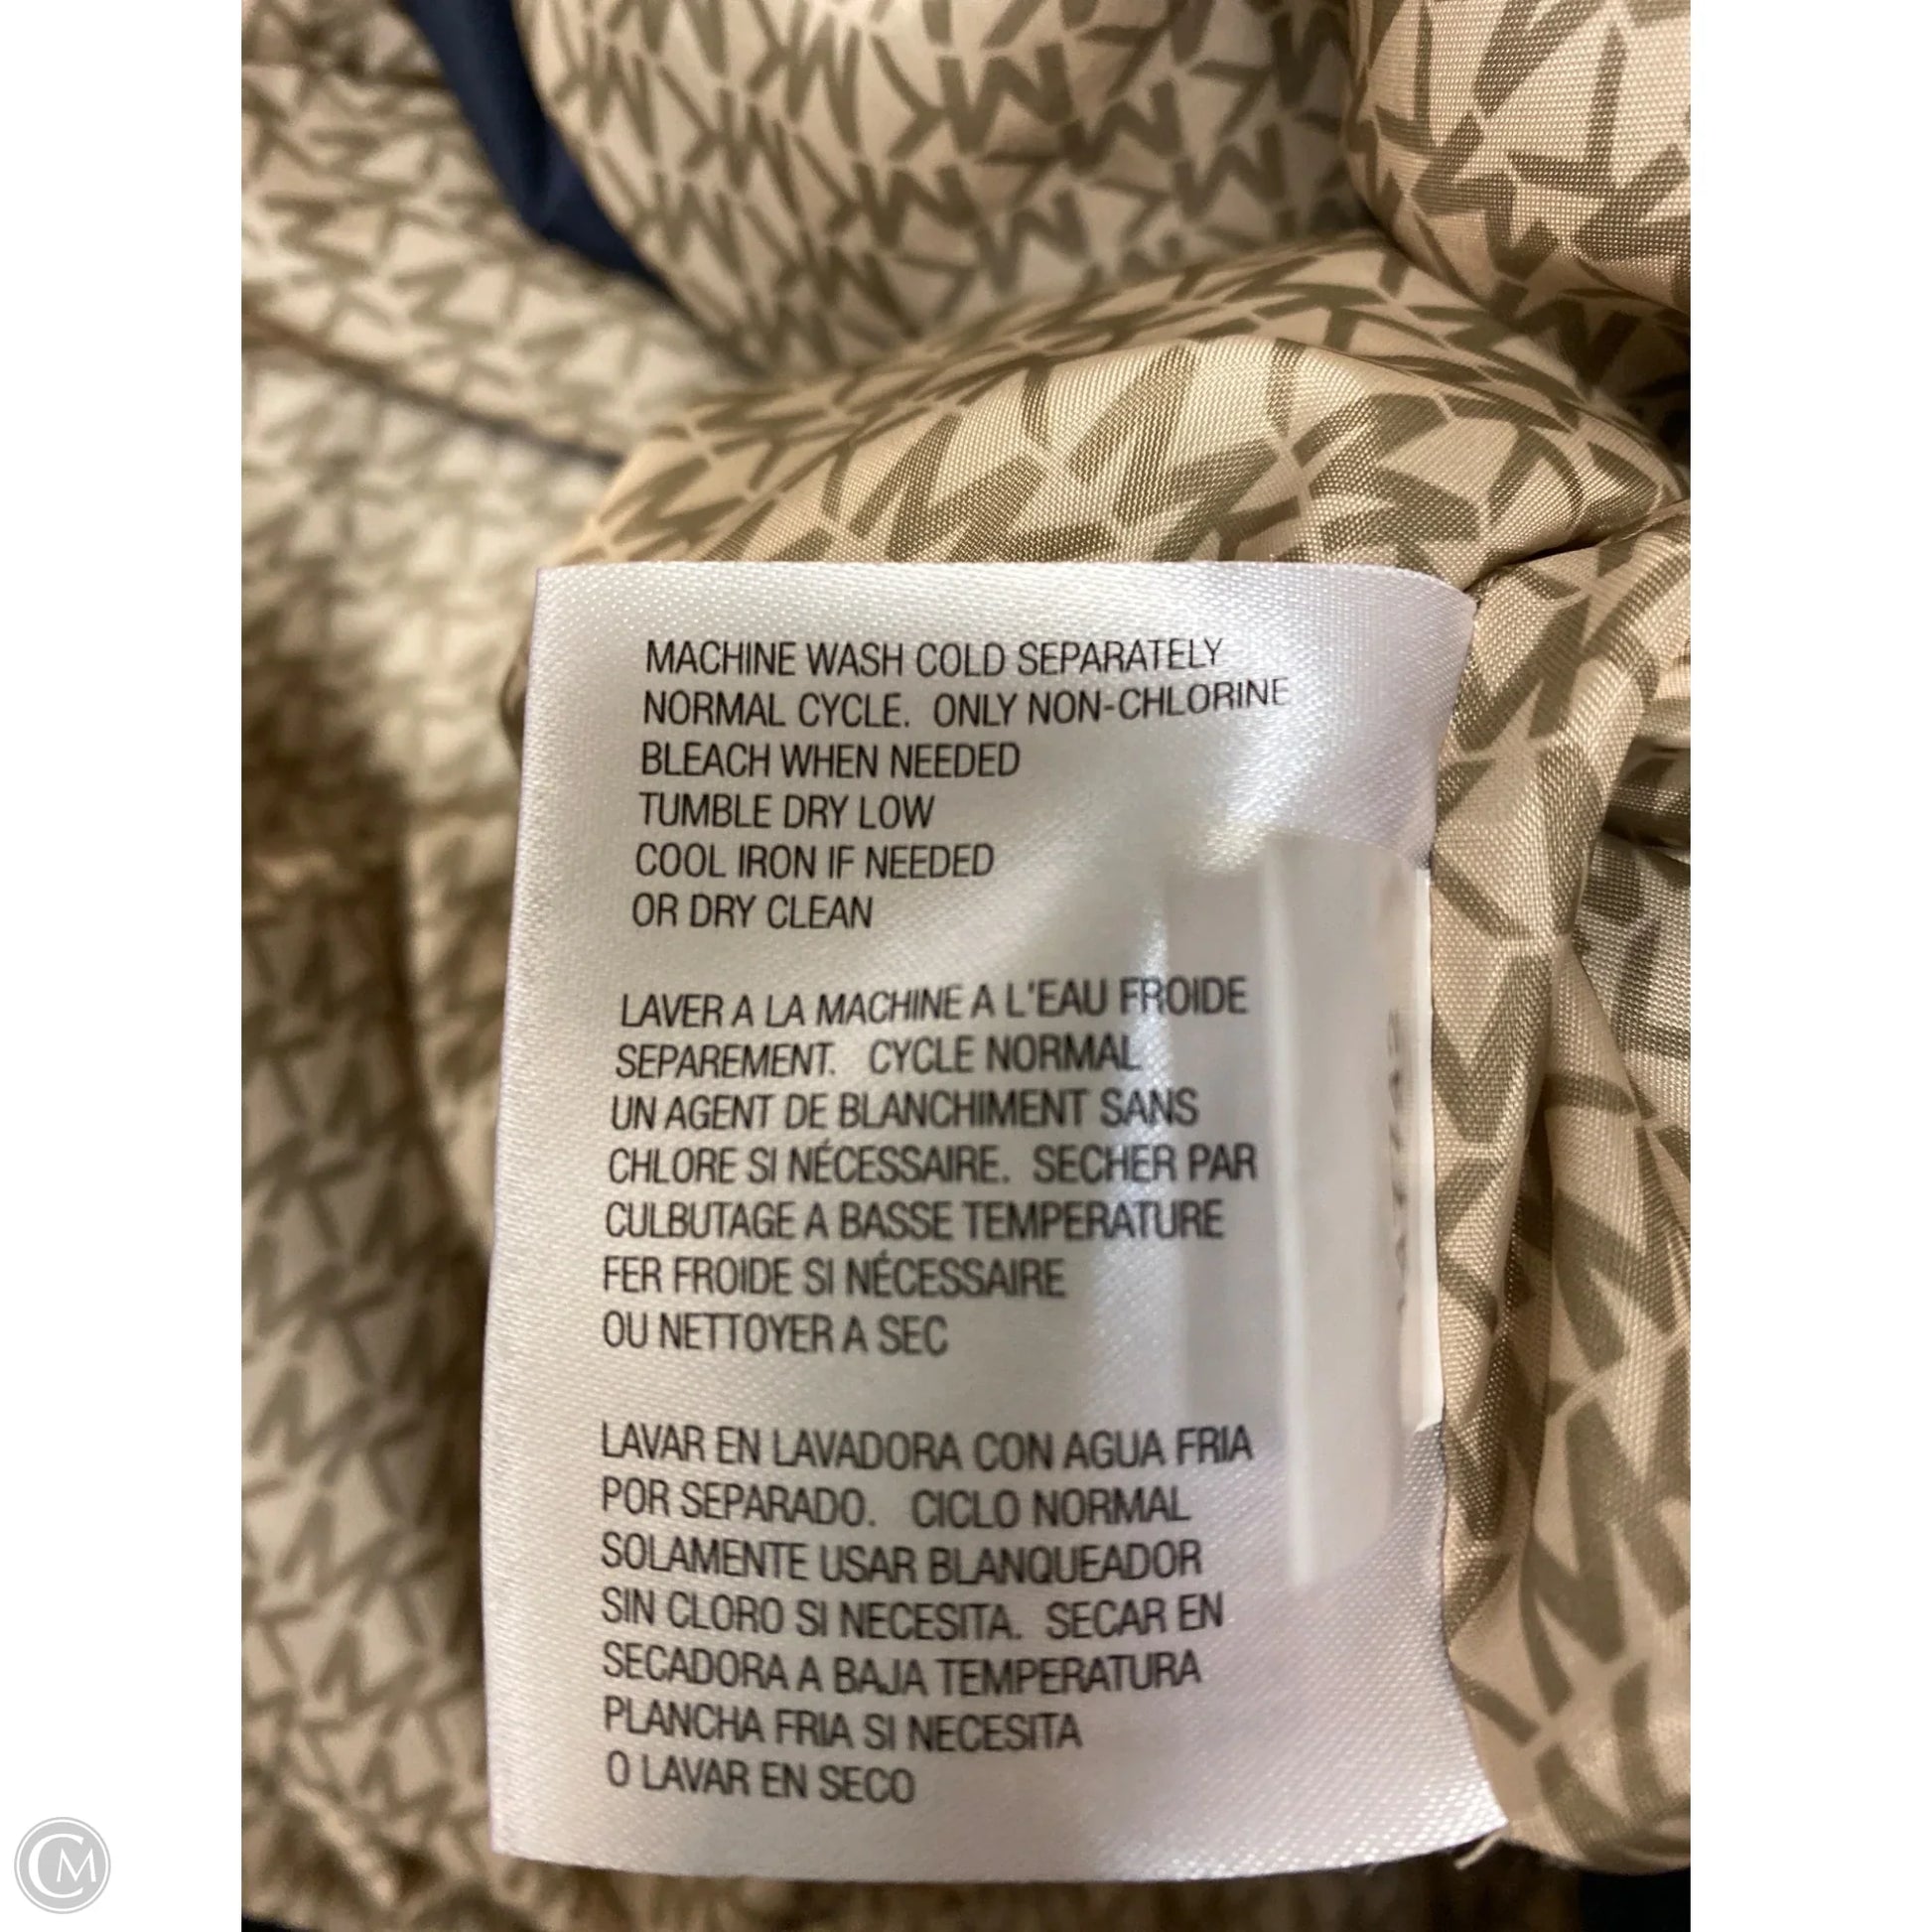 MACHINE WASH COLD SEPARATELY
NORMAL CYCLE. ONLY NON-CHLORINE
BLEACH WHEN NEEDED
TUMBLE DRY LOW
COOL IRON IF NEEDED
OR DRY CLEAN
LAVER A LA MACHINE A L'EAU FROIDE
SEPAREMENT. CYCLE NORMAL
UN AGENT DE BLANCHIMENT SANS
CHLORE SI NÉCESSAIRE. SECHER PAR
CULBUTAGE A BASSE TEMPERATURE
FER FROIDE SI NÉCESSAIRE
OU NETTOYER A SEC
LAVAR EN LAVADORA CON AGUA FRIA
POR SEPARADO. CICLO NORMAL
SOLAMENTE USAR BLANQUEADOR
SIN CLORO SI NECESITA. SECAR EN
SECADORA A BAJA TEMPERATURA
PLANCHA FRIA SI NECESITA
O LAVAR EN SECO
CM